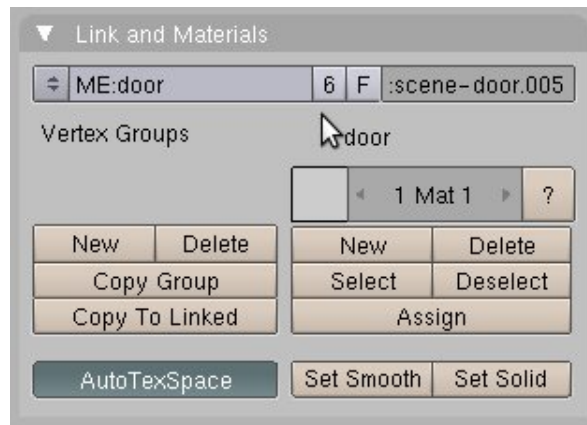 Link and Materials
ME:door 6 F :scene-door.005
Vertex Groups door
1 Mat 1 ?
New Delete New Delete
Copy Group Select Deselect
Copy To Linked Assign
AutoTexSpace Set Smooth Set Solid